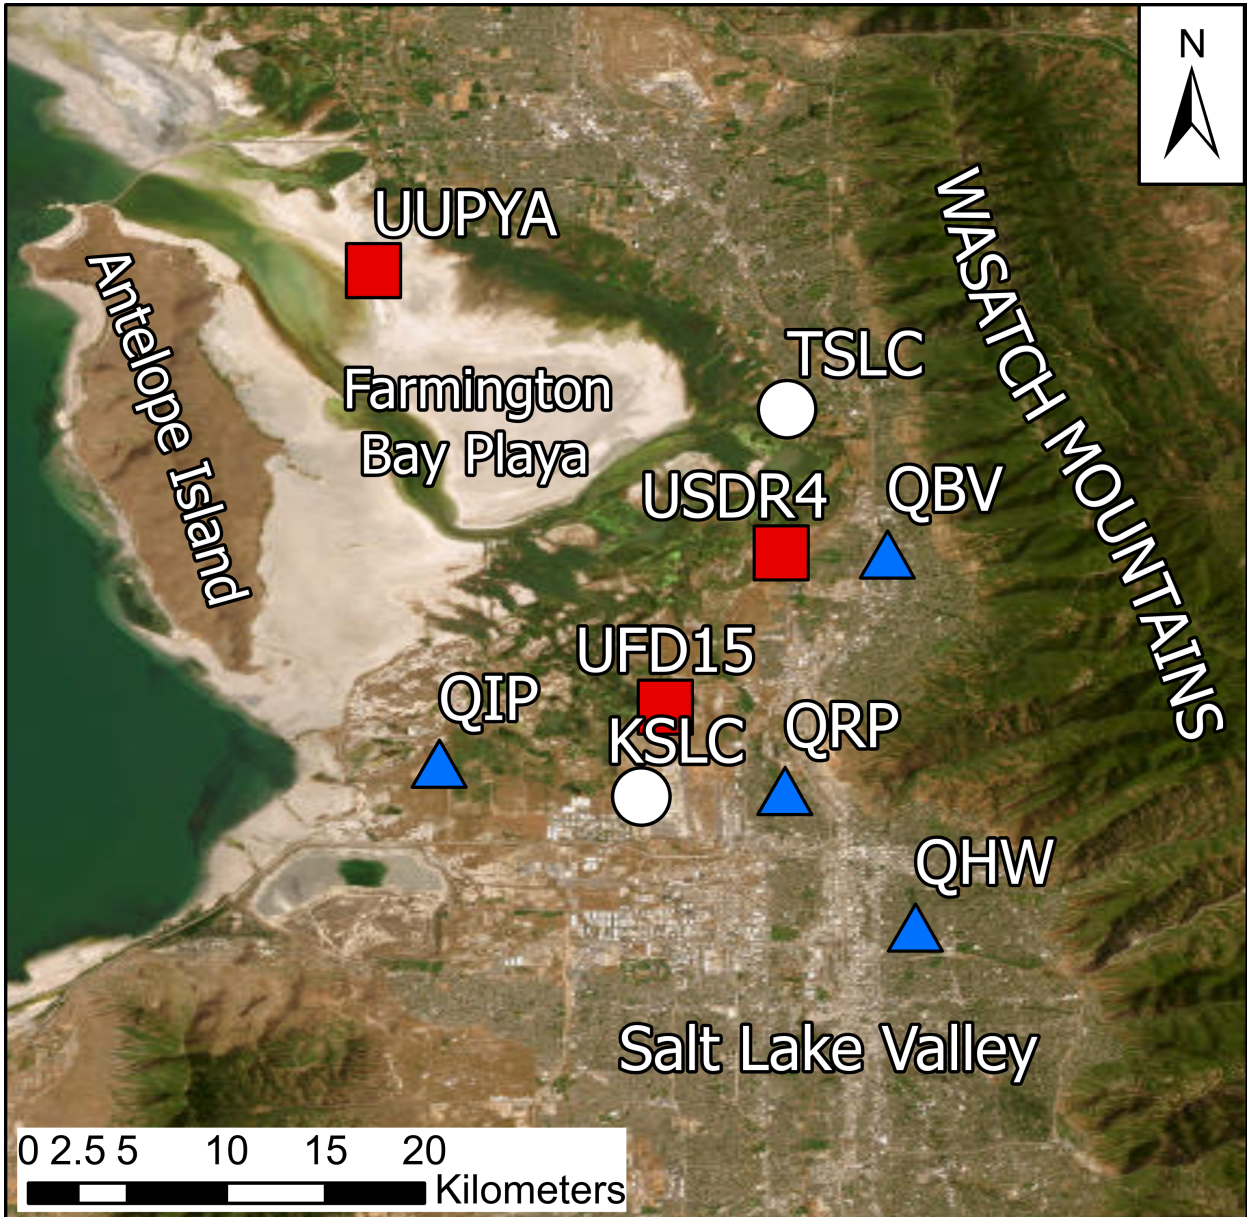 N
UUPYA
WASATCH MOUNTAINS
Antelope Island
TSLC
Farmington
Bay Playa
USDR4
QBV
UFD15
QIP
KSLC
QRP
QHW
Salt Lake Valley
0 2.5 5 10 15 20
Kilometers